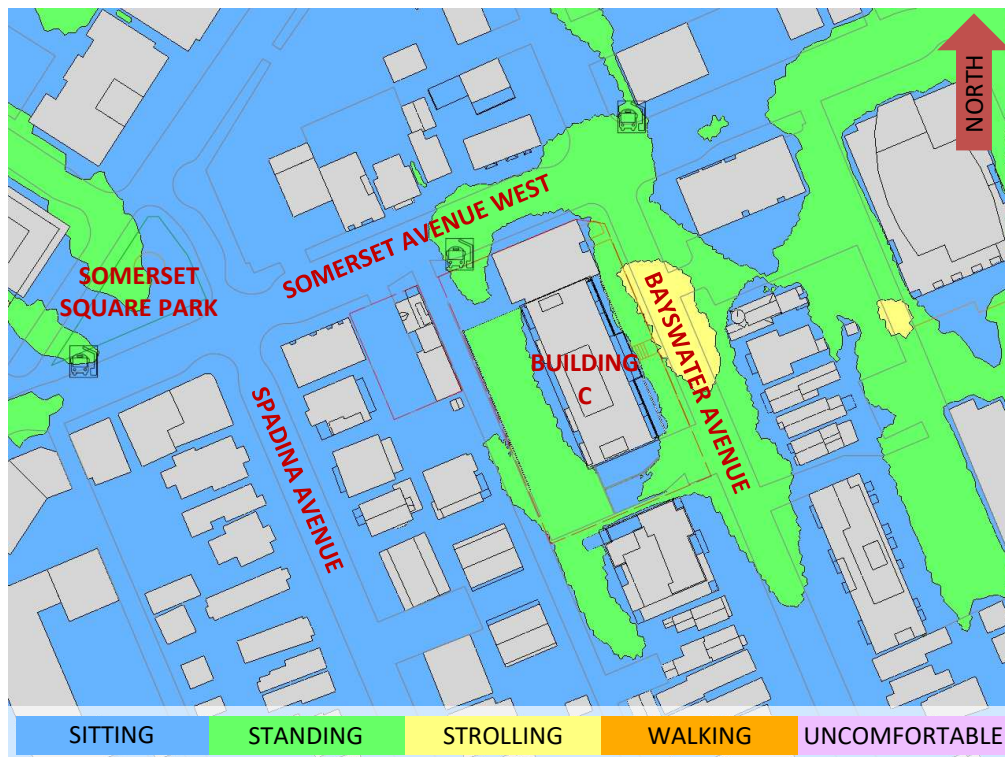 NORTH
SOMERSET AVENUE WEST
SOMERSET
SQUARE PARK
BAYSWATER AVENUE
BUILDING
C
SPADINA AVENUE
SITTING
STANDING
STROLLING
WALKING
UNCOMFORTABLE